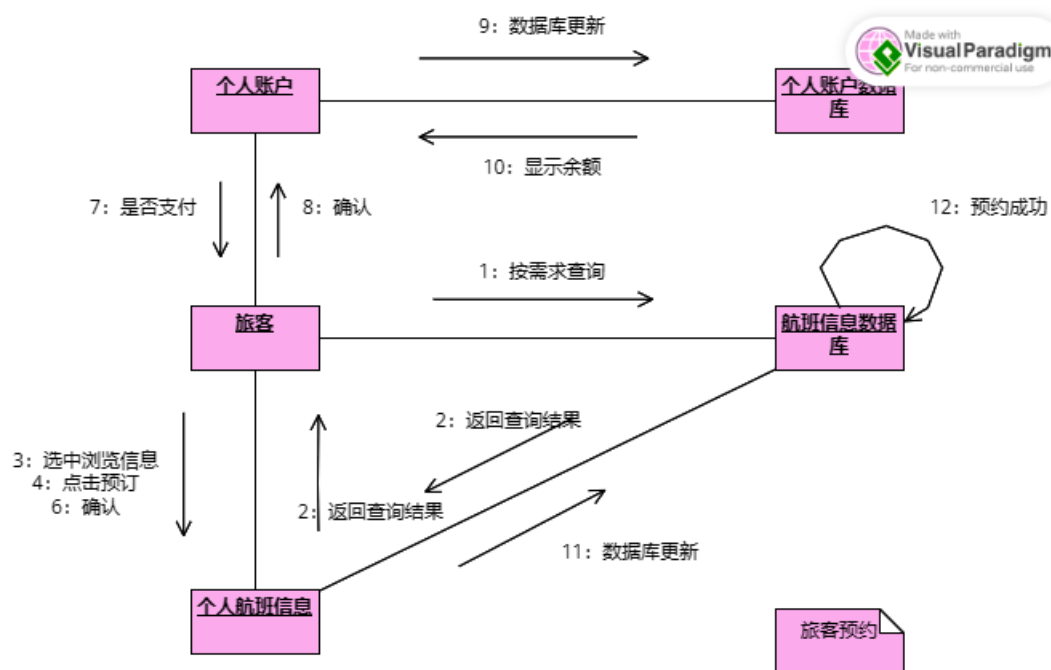 9：数据库更新
Made with
Visual Paradigm
For non-commercial use
个人账户
个人账户数据
库
10：显示余额
7：是否支付
8：确认
12：预约成功
1：按需求查询
旅客
航班信息数据
库
2：返回查询结果
3：选中浏览信息
4：点击预订
6：确认
2：返回查询结果
11：数据库更新
个人航班信息
旅客预约